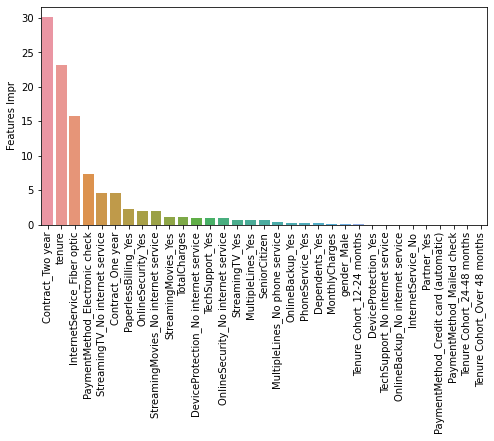 Features Impr
30
25
20
15
10
5
0
Contract_Two year
tenure
InternetService_Fiber optic
PaymentMethod_Electronic check
StreamingTV_No internet service
Contract_One year
PaperlessBilling_Yes
OnlineSecurity_Yes
StreamingMovies_No internet service
StreamingMovies_Yes
TotalCharges
DeviceProtection_No internet service
TechSupport_Yes
OnlineSecurity_No internet service
StreamingTV_Yes
MultipleLines_Yes
SeniorCitizen
MultipleLines_No phone service
OnlineBackup_Yes
PhoneService_Yes
Dependents_Yes
MonthlyCharges
gender_Male
Tenure Cohort_12-24 months
DeviceProtection_Yes
TechSupport_No internet service
OnlineBackup_No internet service
InternetService_No
Partner_Yes
PaymentMethod_Credit card (automatic)
PaymentMethod_Mailed check
Tenure Cohort_24-48 months
Tenure Cohort_Over 48 months